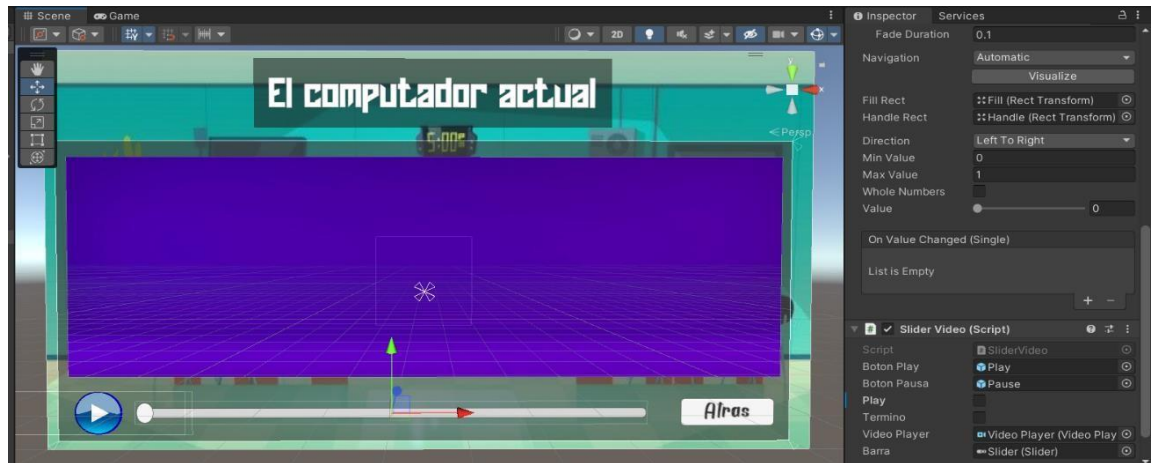 Scene
Game
2D
El computador actual
5:00
Persp
y
x
Atras
Inspector
Services
Fade Duration
0.1
Navigation
Automatic
Visualize
Fill Rect
Fill (Rect Transform)
Handle Rect
Handle (Rect Transform)
Direction
Left To Right
Min Value
0
Max Value
1
Whole Numbers
Value
0
On Value Changed (Single)
List is Empty
+ -
Slider Video (Script)
Script
SliderVideo
Boton Play
Play
Boton Pausa
Pause
Play
Termino
Video Player
Video Player (Video Play
Barra
Slider (Slider)